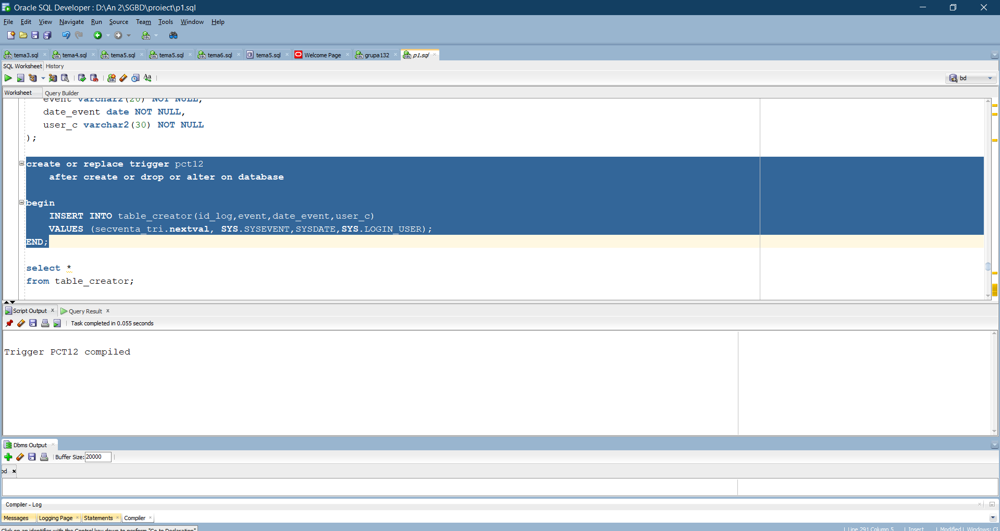 Oracle SQL Developer : D:\An 2\SGBD\proiect\p1.sql
File Edit View Navigate Run Source Team Tools Window Help
tema3.sql tema4.sql tema5.sql tema5.sql tema6.sql tema5.sql Welcome Page grupa132 p1.sql
SQL Worksheet History
bd
Worksheet Query Builder
event varchar2(20) NOT NULL,
date_event date NOT NULL,
user_c varchar2(30) NOT NULL
);
create or replace trigger pct12
after create or drop or alter on database
begin
INSERT INTO table_creator(id_log,event,date_event,user_c)
VALUES (secventa_tri.nextval, SYS.SYSEVENT,SYSDATE,SYS.LOGIN_USER);
END;
select *
from table_creator;
Script Output Query Result
Task completed in 0.055 seconds
Trigger PCT12 compiled
Dbms Output
Buffer Size: 20000
bd
Compiler - Log
Messages Logging Page Statements Compiler
Click on an identifier with the Control key down to perform "Go to Declaration" Line 291 Column 5 Insert Modified Windows: